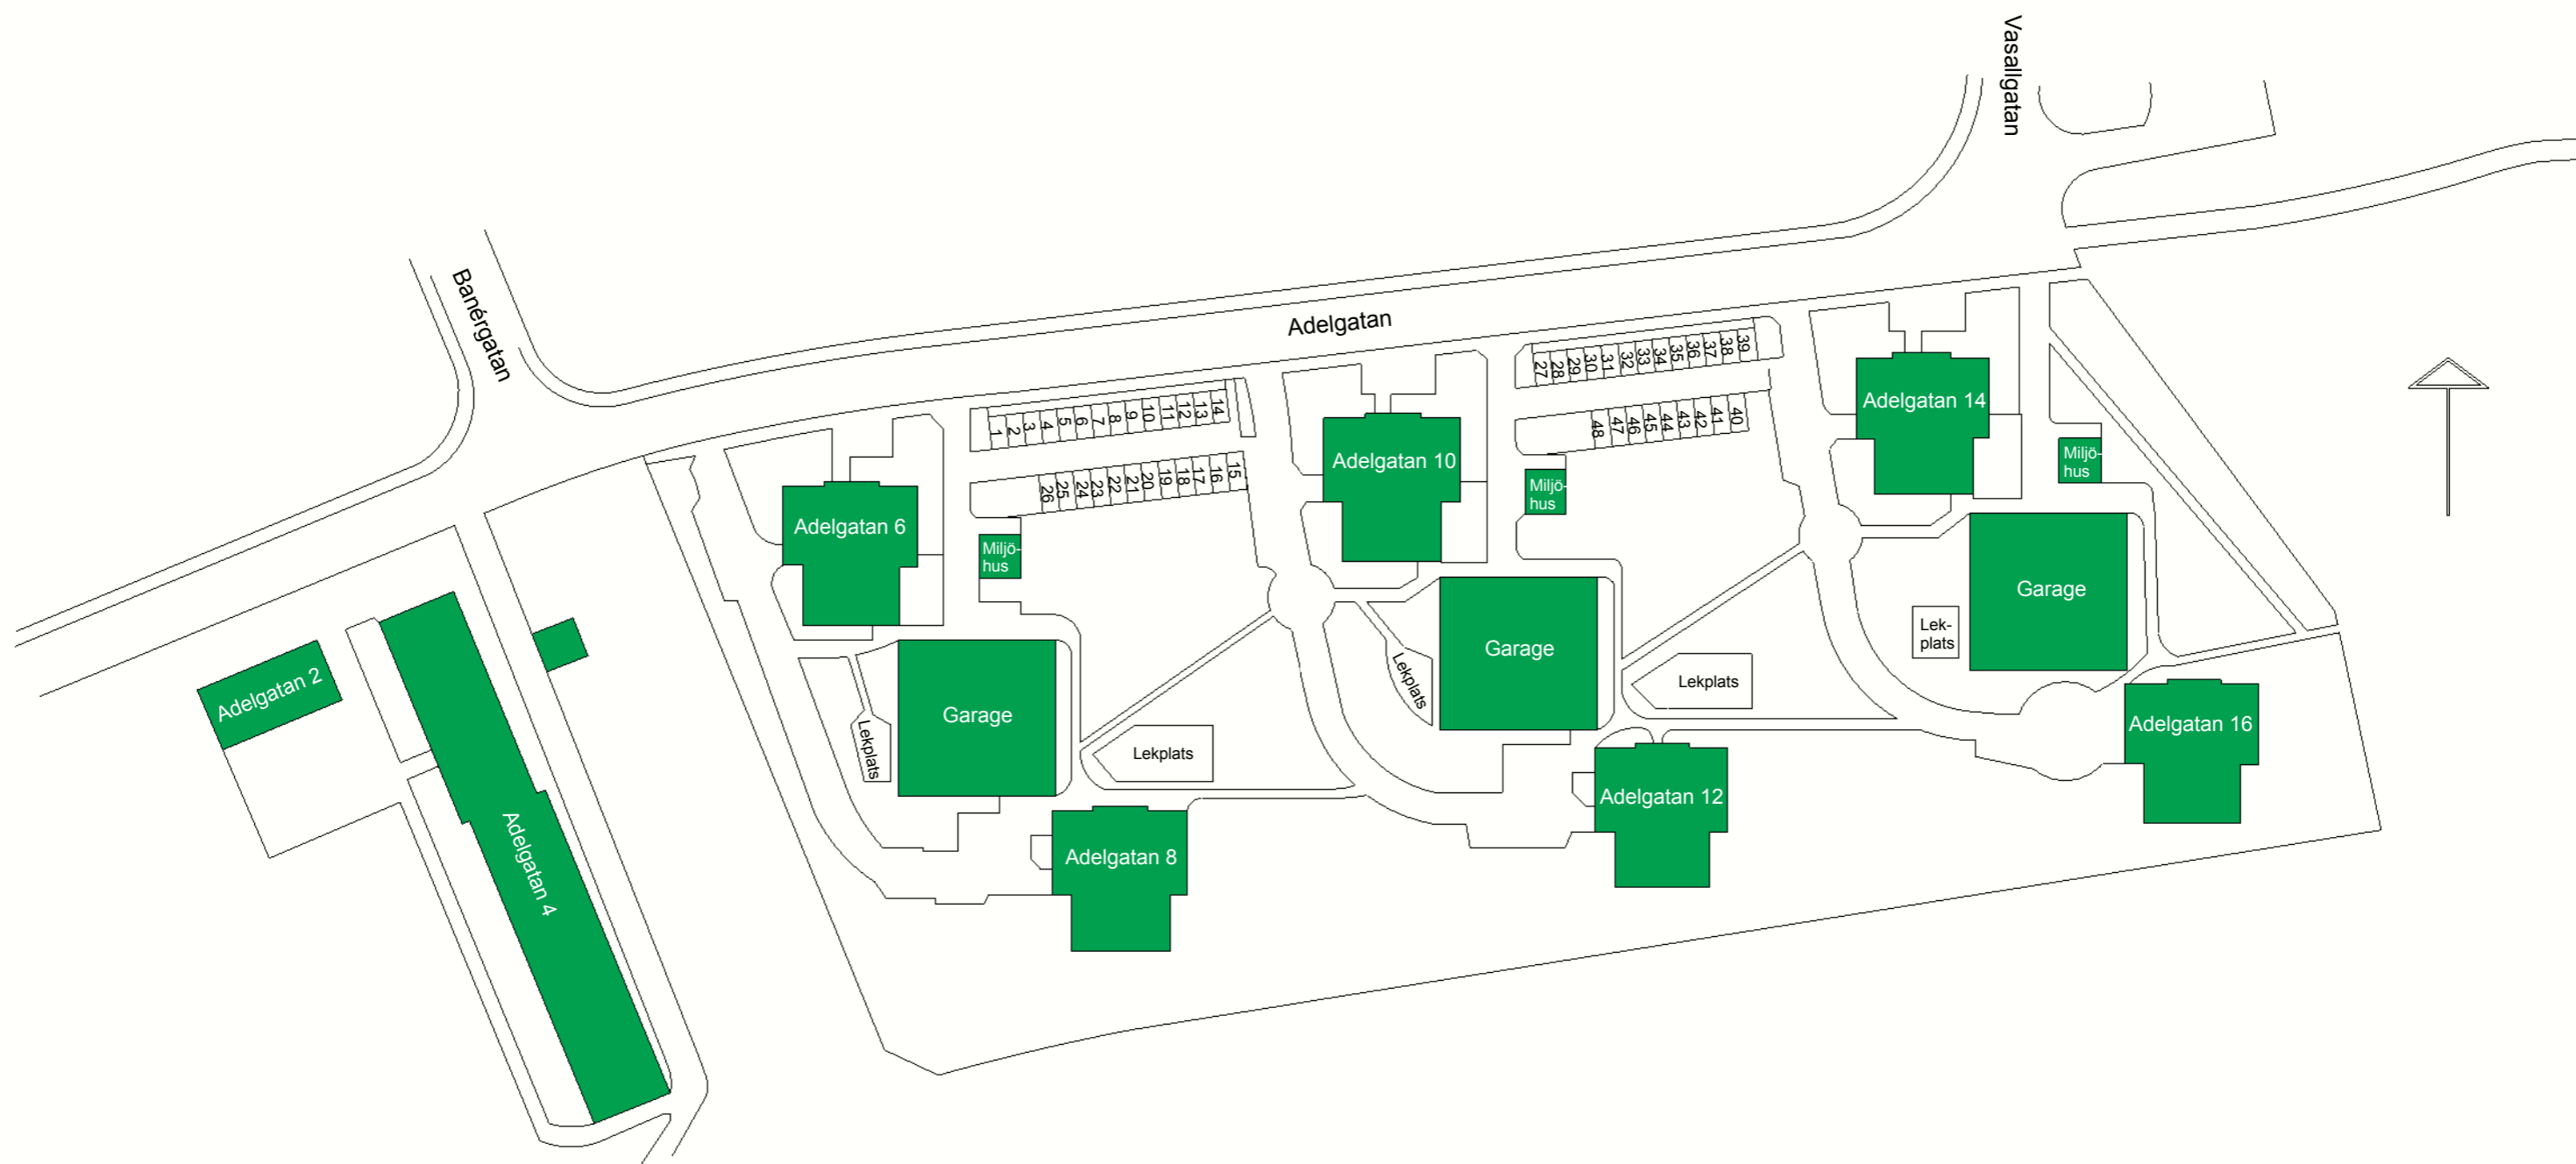 Vasallgatan
Banérgatan
Adelgatan
27 28 29 30 31 32 33 34 35 36 37 38 39
1 2 3 4 5 6 7 8 9 10 11 12 13 14
48 47 46 45 44 43 42 41 40
26 25 24 23 22 21 20 19 18 17 16 15
Adelgatan 14
Adelgatan 10
Miljö-
hus
Miljö-
hus
Adelgatan 6
Miljö-
hus
Garage
Lek-
plats
Garage
Lekplats
Lekplats
Adelgatan 2
Garage
Lekplats
Lekplats
Adelgatan 16
Adelgatan 12
Adelgatan 8
Adelgatan 4